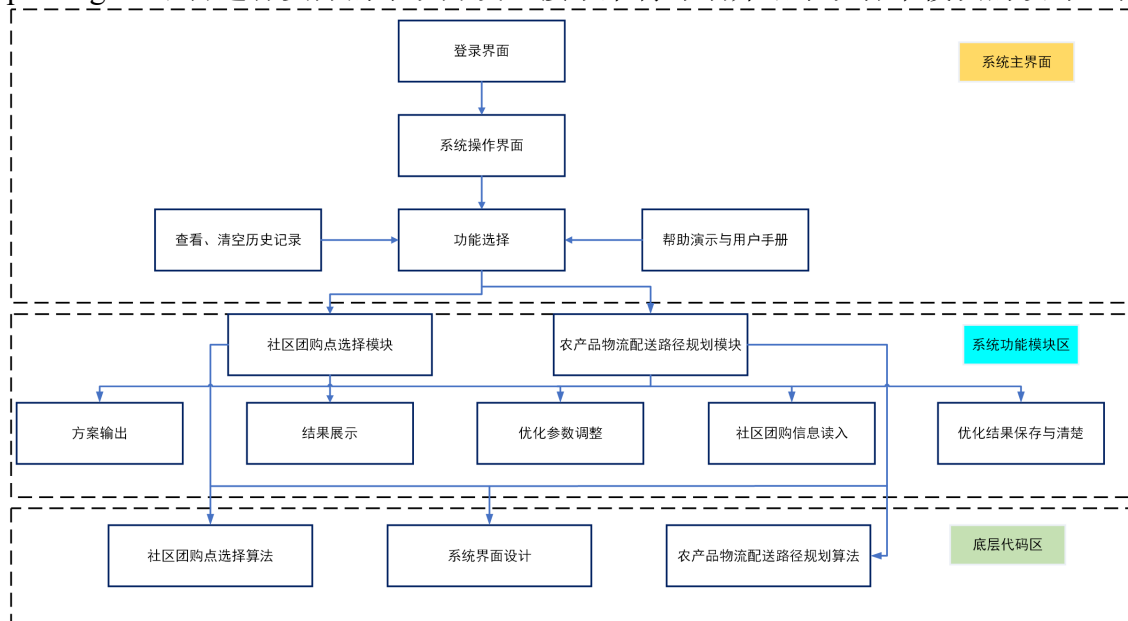 登录界面
系统主界面
系统操作界面
查看、清空历史记录
功能选择
帮助演示与用户手册
社区团购点选择模块
农产品物流配送路径规划模块
系统功能模块区
方案输出
结果展示
优化参数调整
社区团购信息读入
优化结果保存与清楚
社区团购点选择算法
系统界面设计
农产品物流配送路径规划算法
底层代码区